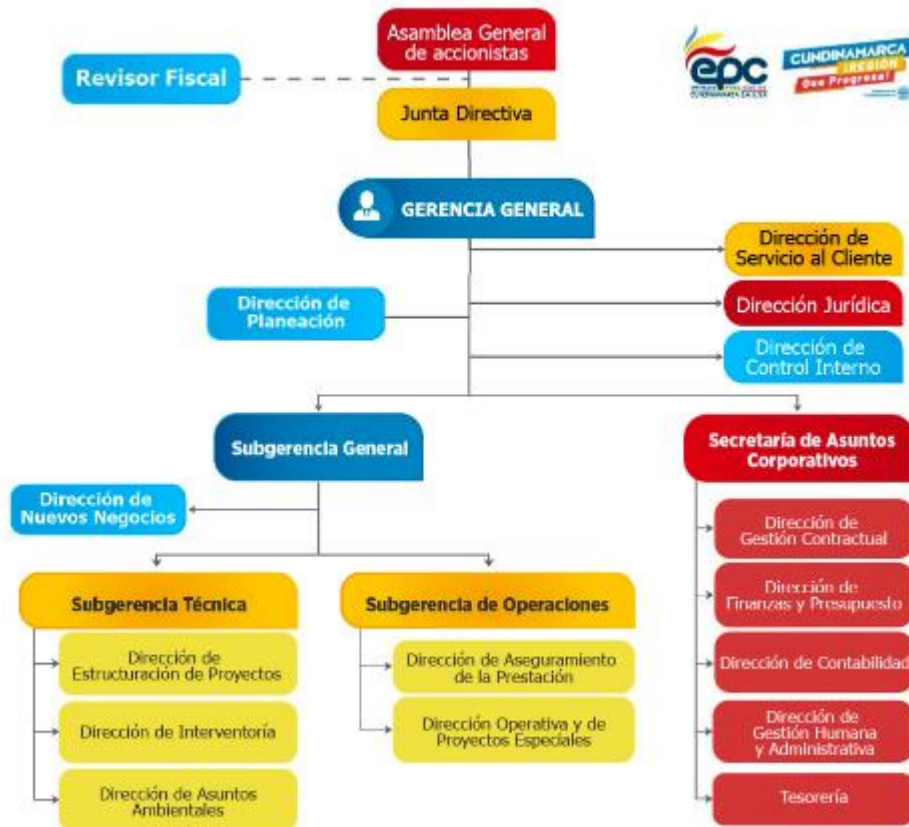 Asamblea General
de accionistas
Revisor Fiscal
Junta Directiva
epc
CUNDINAMARCA
¡REGIÓN
Que Progresa!
GERENCIA GENERAL
Dirección de
Servicio al Cliente
Dirección de
Planeación
Dirección Jurídica
Dirección de
Control Interno
Subgerencia General
Secretaría de Asuntos
Corporativos
Dirección de
Nuevos Negocios
Dirección de
Gestión Contractual
Subgerencia Técnica
Subgerencia de Operaciones
Dirección de
Finanzas y Presupuesto
Dirección de
Estructuración de Proyectos
Dirección de Aseguramiento
de la Prestación
Dirección de Contabilidad
Dirección de Interventoría
Dirección Operativa y de
Proyectos Especiales
Dirección de
Gestión Humana
y Administrativa
Dirección de Asuntos
Ambientales
Tesorería